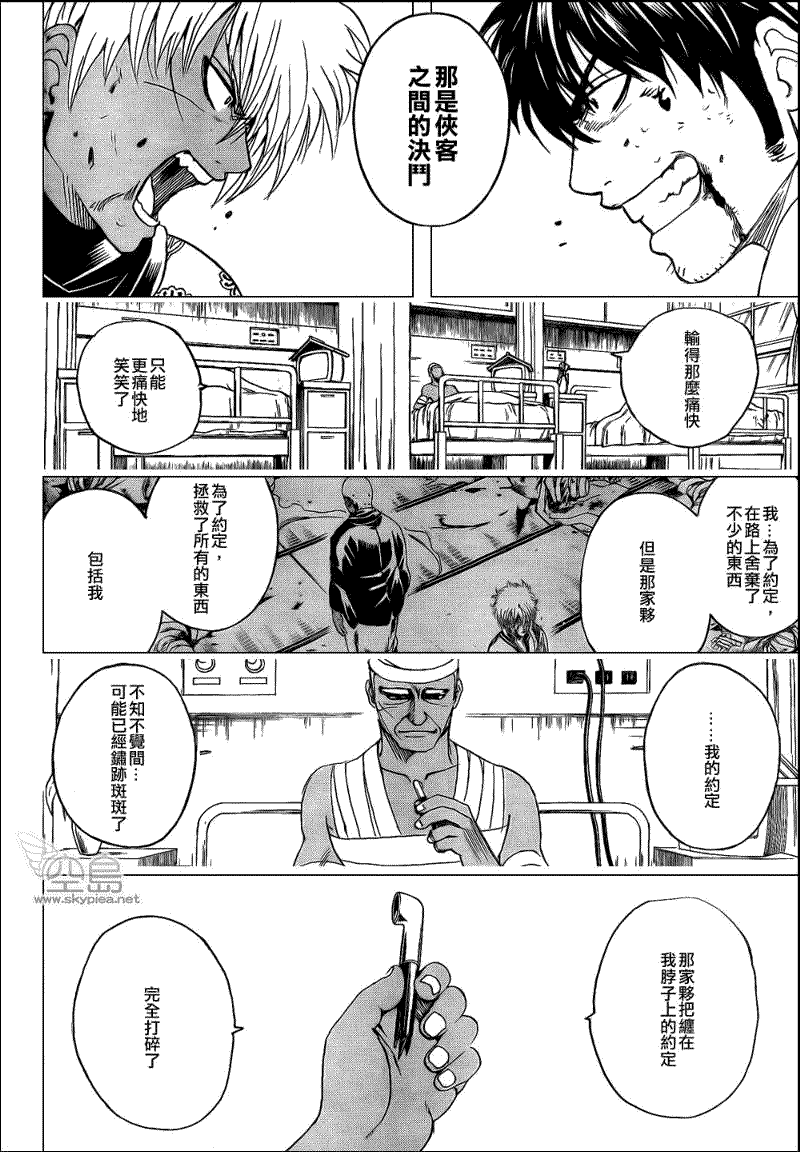 那是俠客
之間的決鬥
輸得那麼痛快
只能
更痛快地
笑笑了
我…為了約定，
在路上舍棄了
不少的東西
但是那家夥
為了約定，
拯救了所有的東西
包括我
……我的約定
不知不覺間…
可能已經鏽跡斑斑了
那家夥把纏在
我脖子上的約定
完全打碎了
空島
www.skypiea.net